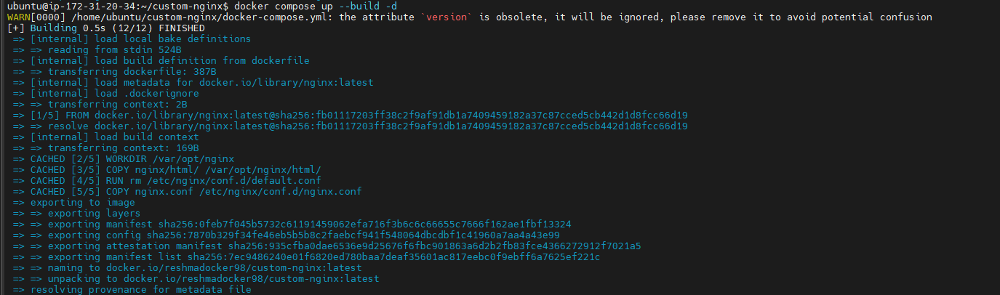 ubuntu@ip-172-31-20-34:~/custom-nginx$ docker compose up --build -d
WARN[0000] /home/ubuntu/custom-nginx/docker-compose.yml: the attribute `version` is obsolete, it will be ignored, please remove it to avoid potential confusion
[+] Building 0.5s (12/12) FINISHED
=> [internal] load local bake definitions
=> => reading from stdin 524B
=> [internal] load build definition from dockerfile
=> => transferring dockerfile: 387B
=> [internal] load metadata for docker.io/library/nginx:latest
=> [internal] load .dockerignore
=> => transferring context: 2B
=> [1/5] FROM docker.io/library/nginx:latest@sha256:fb01117203ff38c2f9af91db1a7409459182a37c87cced5cb442d1d8fcc66d19
=> => resolve docker.io/library/nginx:latest@sha256:fb01117203ff38c2f9af91db1a7409459182a37c87cced5cb442d1d8fcc66d19
=> [internal] load build context
=> => transferring context: 169B
=> CACHED [2/5] WORKDIR /var/opt/nginx
=> CACHED [3/5] COPY nginx/html/ /var/opt/nginx/html/
=> CACHED [4/5] RUN rm /etc/nginx/conf.d/default.conf
=> CACHED [5/5] COPY nginx.conf /etc/nginx/conf.d/nginx.conf
=> exporting to image
=> => exporting layers
=> => exporting manifest sha256:0feb7f045b5732c61191459062efa716f3b6c6c66655c7666f162ae1fbf13324
=> => exporting config sha256:7870b329f34fe46eb5b5b8c2faebcf941f548064dbcdbf1c41960a7aa4a43e99
=> => exporting attestation manifest sha256:935cfba0dae6536e9d25676f6fbc901863a6d2b2fb83fce4366272912f7021a5
=> => exporting manifest list sha256:7ec9486240e01f6820ed780baa7deaf35601ac817eebc0f9ebff6a7625ef221c
=> => naming to docker.io/reshmadocker98/custom-nginx:latest
=> => unpacking to docker.io/reshmadocker98/custom-nginx:latest
=> resolving provenance for metadata file